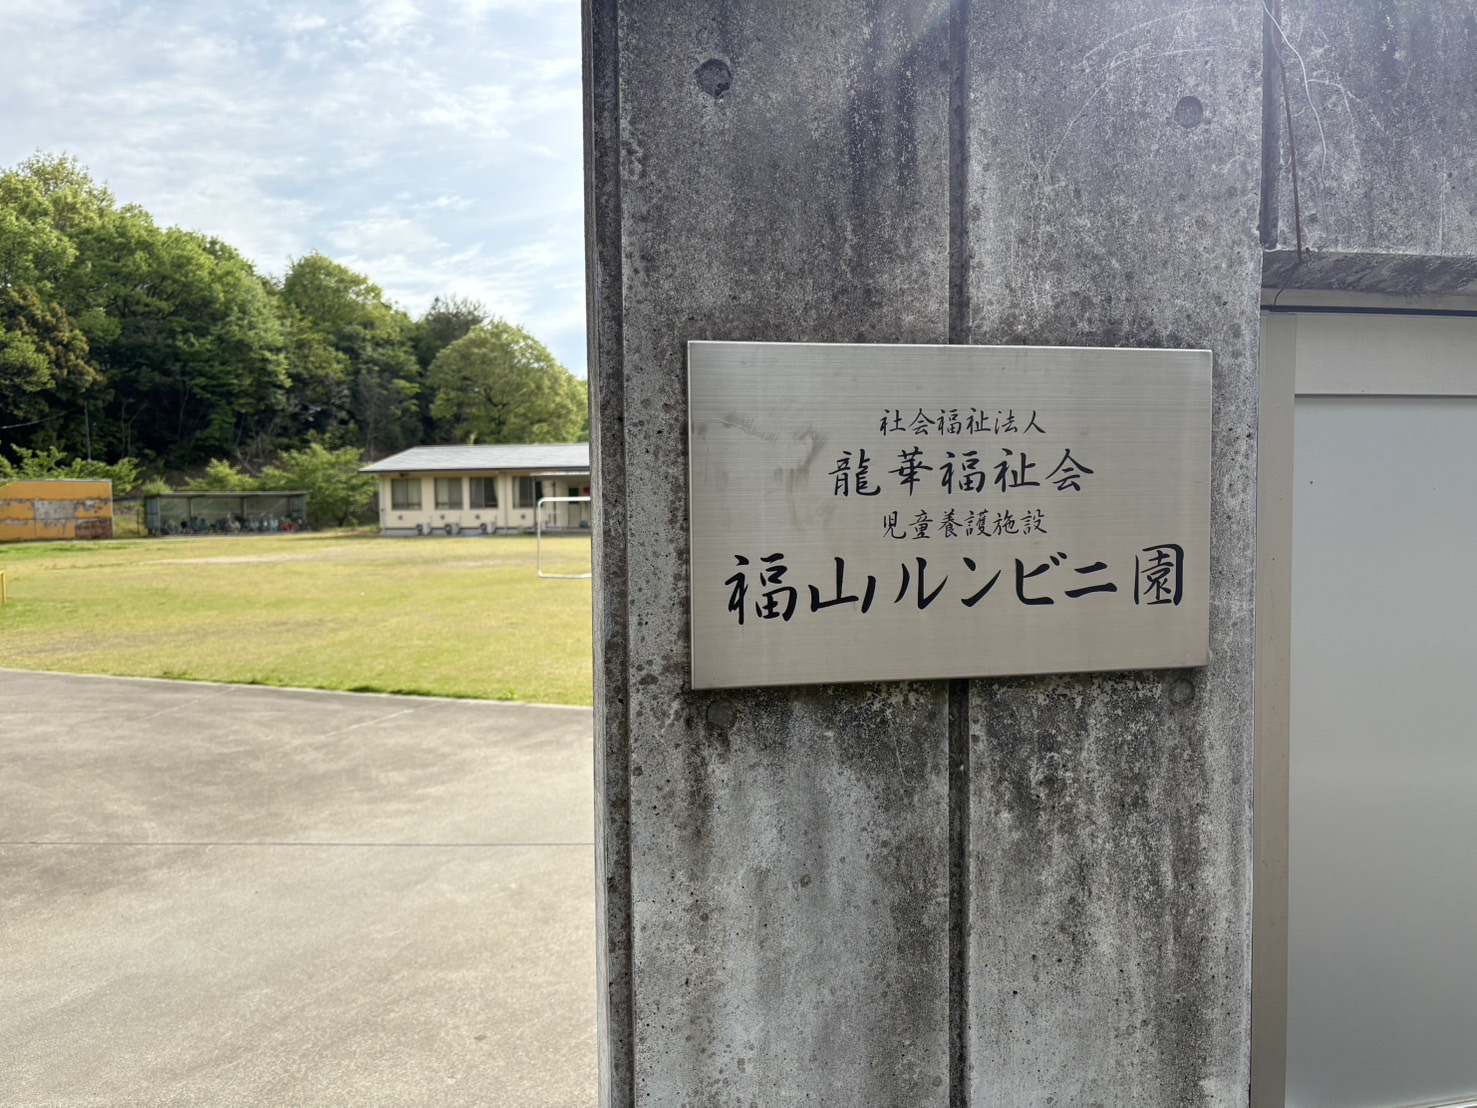 社会福祉法人
龍華福祉会
児童養護施設
福山ルンビニ園